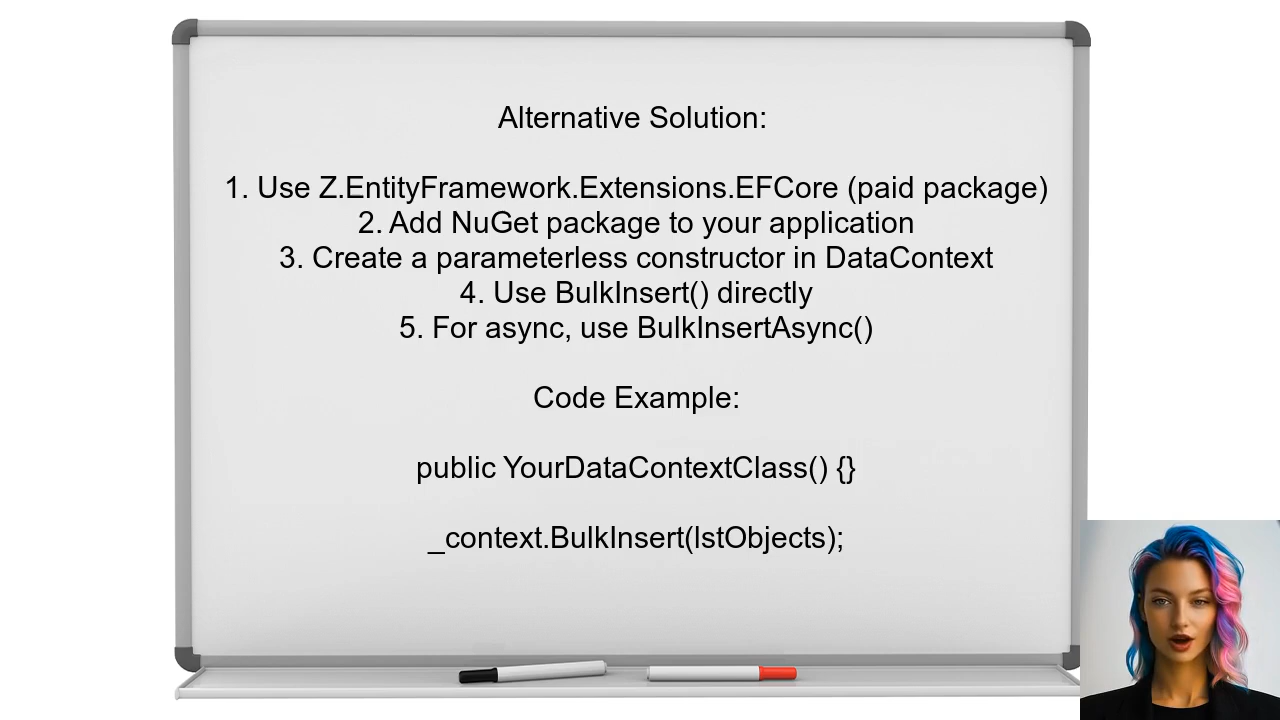 Alternative Solution:
1. Use Z.EntityFramework.Extensions.EFCore (paid package)
2. Add NuGet package to your application
3. Create a parameterless constructor in DataContext
4. Use BulkInsert() directly
5. For async, use BulkInsertAsync()
Code Example:
public YourDataContextClass() {}
_context.BulkInsert(lstObjects);